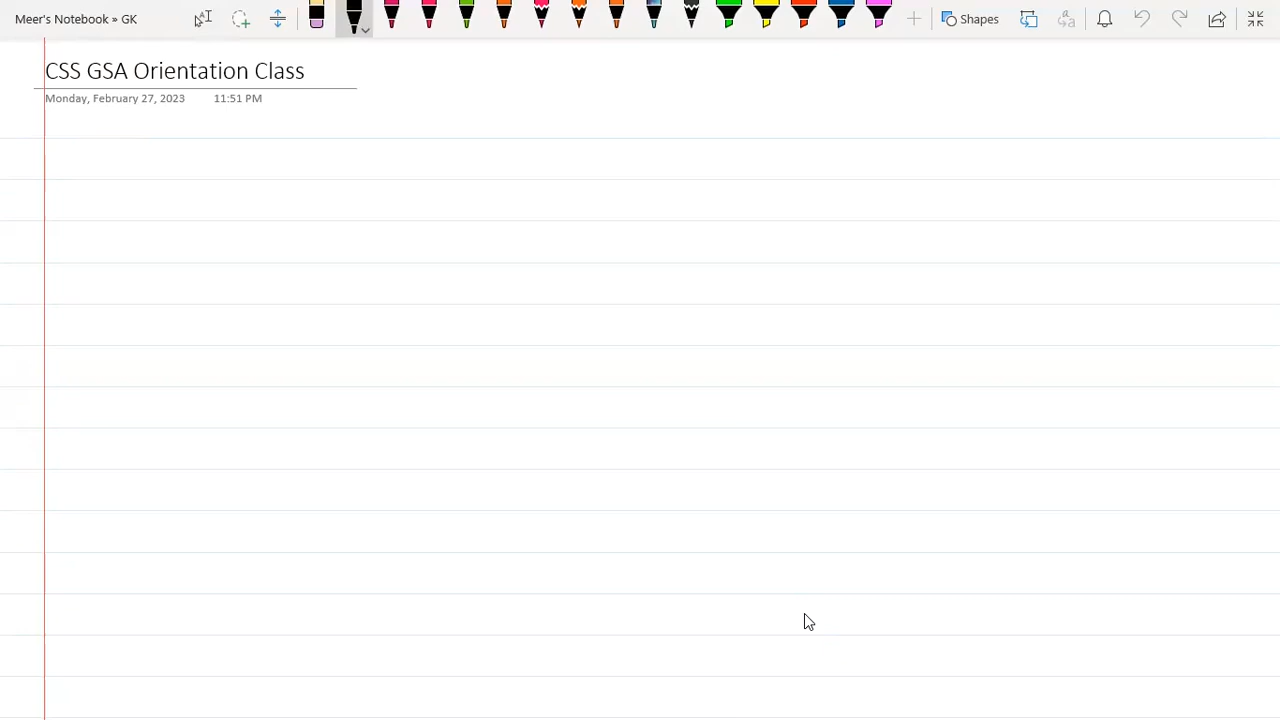 Meer's Notebook » GK
Shapes
CSS GSA Orientation Class
Monday, February 27, 2023 11:51 PM